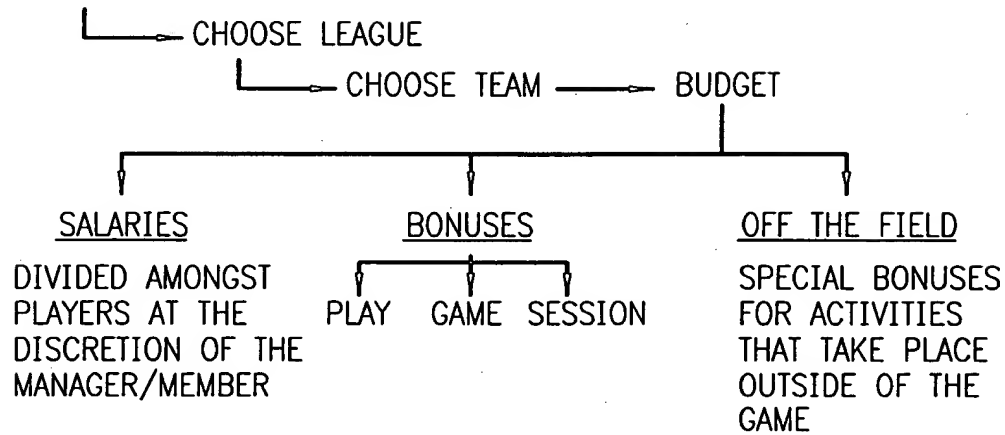 CHOOSE LEAGUE
CHOOSE TEAM
BUDGET
SALARIES
DIVIDED AMONGST
PLAYERS AT THE
DISCRETION OF THE
MANAGER/MEMBER
BONUSES
PLAY GAME SESSION
OFF THE FIELD
SPECIAL BONUSES
FOR ACTIVITIES
THAT TAKE PLACE
OUTSIDE OF THE
GAME